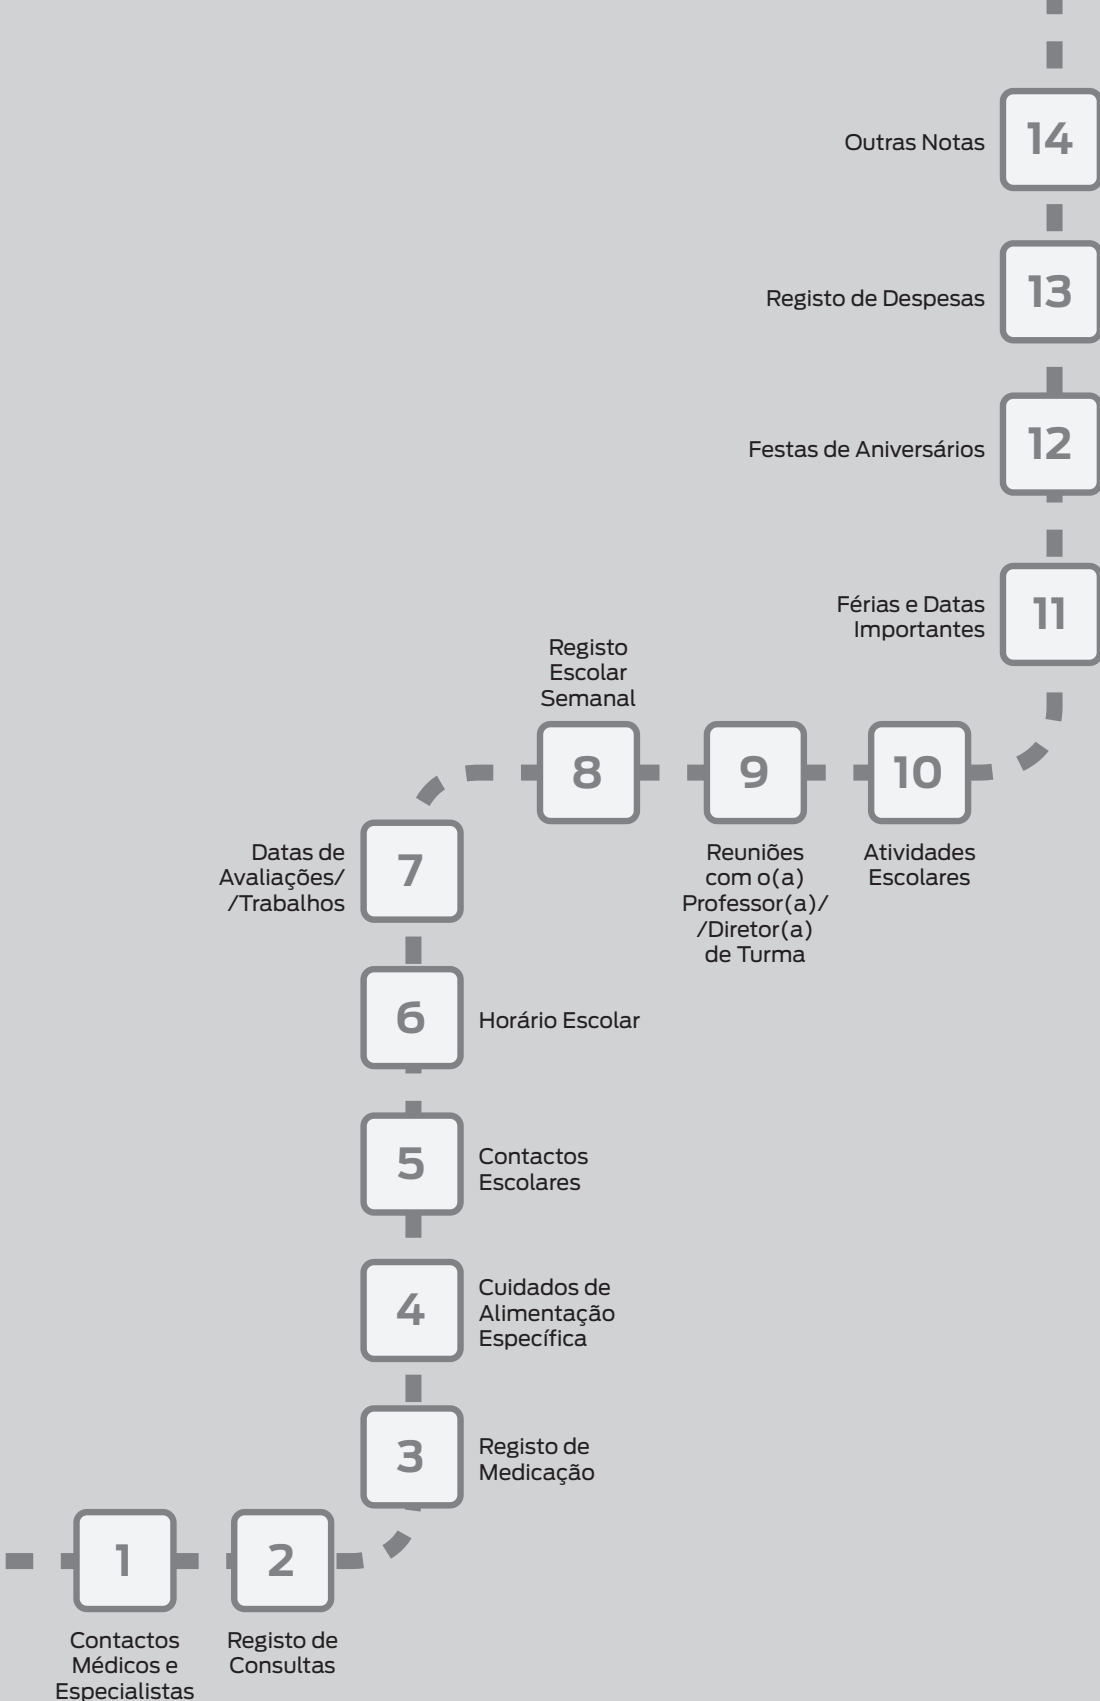 Outras Notas
14
Registo de Despesas
13
Festas de Aniversários
12
Férias e Datas
Importantes
11
Registo
Escolar
Semanal
8
9
10
Reuniões
com o(a)
Professor(a)/
/Diretor(a)
de Turma
Atividades
Escolares
Datas de
Avaliações/
/Trabalhos
7
6
Horário Escolar
5
Contactos
Escolares
4
Cuidados de
Alimentação
Específica
3
Registo de
Medicação
1
2
Contactos
Médicos e
Especialistas
Registo de
Consultas